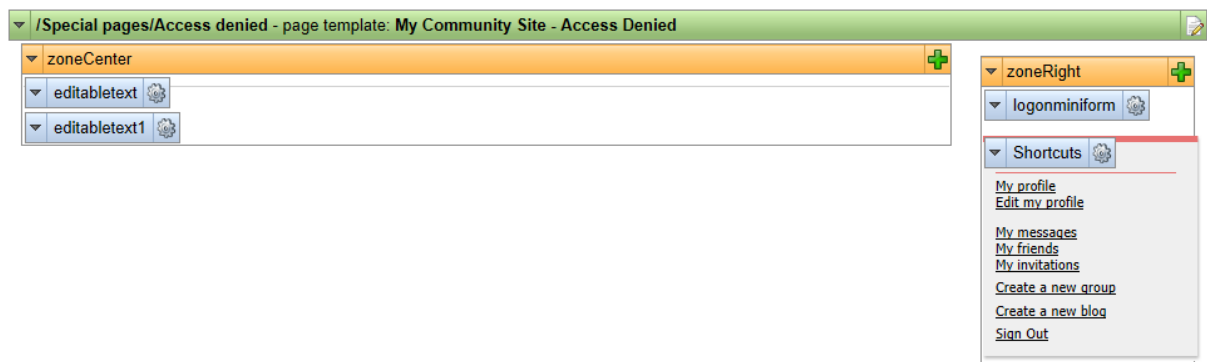 /Special pages/Access denied - page template: My Community Site - Access Denied
zoneCenter
editabletext
editabletext1
zoneRight
logonminiform
Shortcuts
My profile
Edit my profile
My messages
My friends
My invitations
Create a new group
Create a new blog
Sign Out